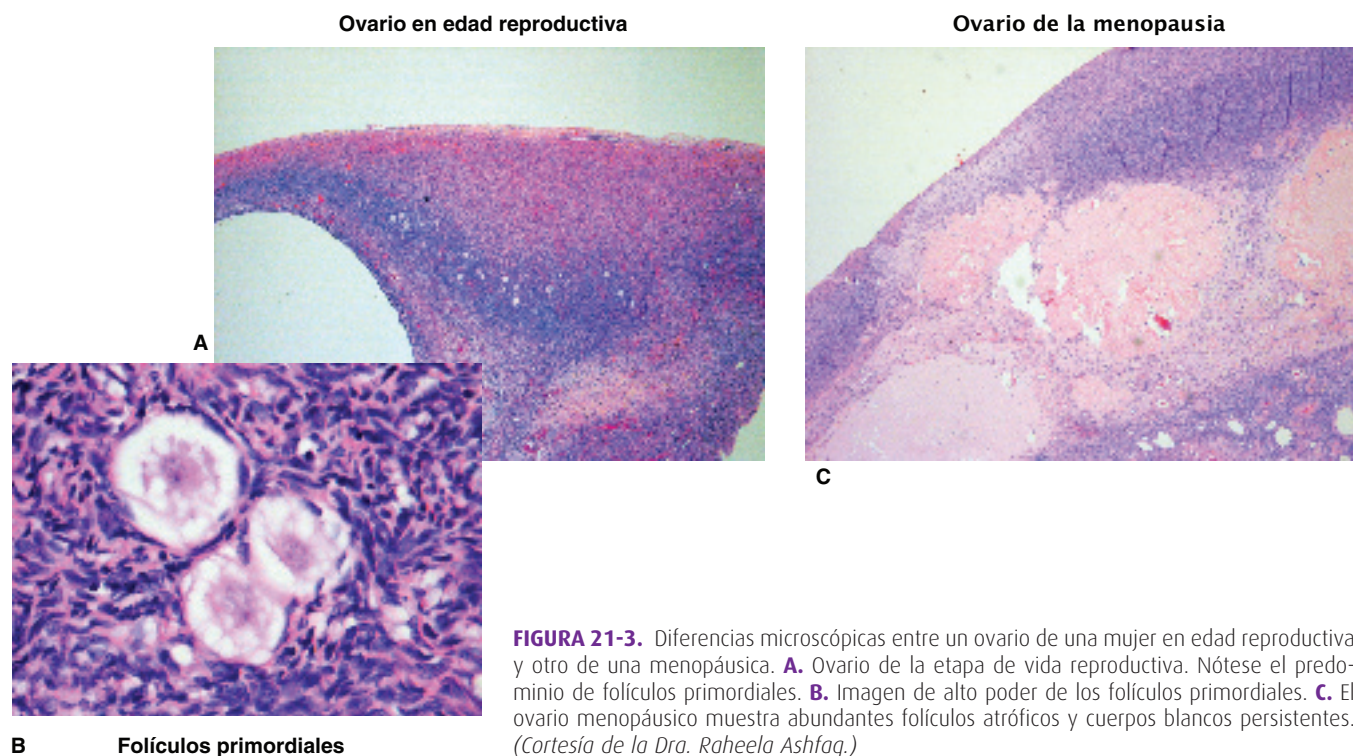 Ovario en edad reproductiva
Ovario de la menopausia
A
C
B
Folículos primordiales
FIGURA 21-3. Diferencias microscópicas entre un ovario de una mujer en edad reproductiva
y otro de una menopáusica. A. Ovario de la etapa de vida reproductiva. Nótese el predo-
minio de folículos primordiales. B. Imagen de alto poder de los folículos primordiales. C. El
ovario menopáusico muestra abundantes folículos atróficos y cuerpos blancos persistentes.
(Cortesía de la Dra. Raheela Ashfaq.)